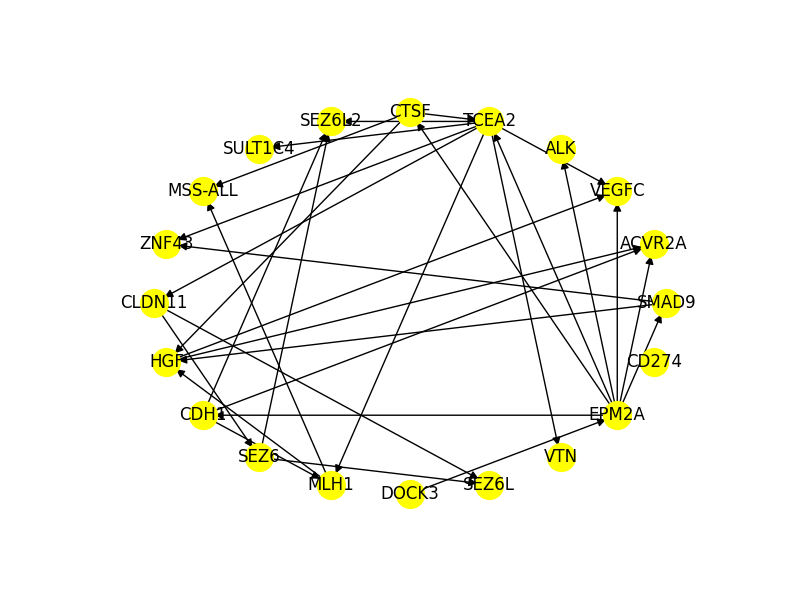 CTSF
SEZ6L2
TCEA2
SULT1C4
ALK
MSS-ALL
VEGFC
ZNF43
ACVR2A
CLDN11
SMAD9
HGF
CD274
CDH1
EPM2A
SEZ6
VTN
MLH1
SEZ6L
DOCK3